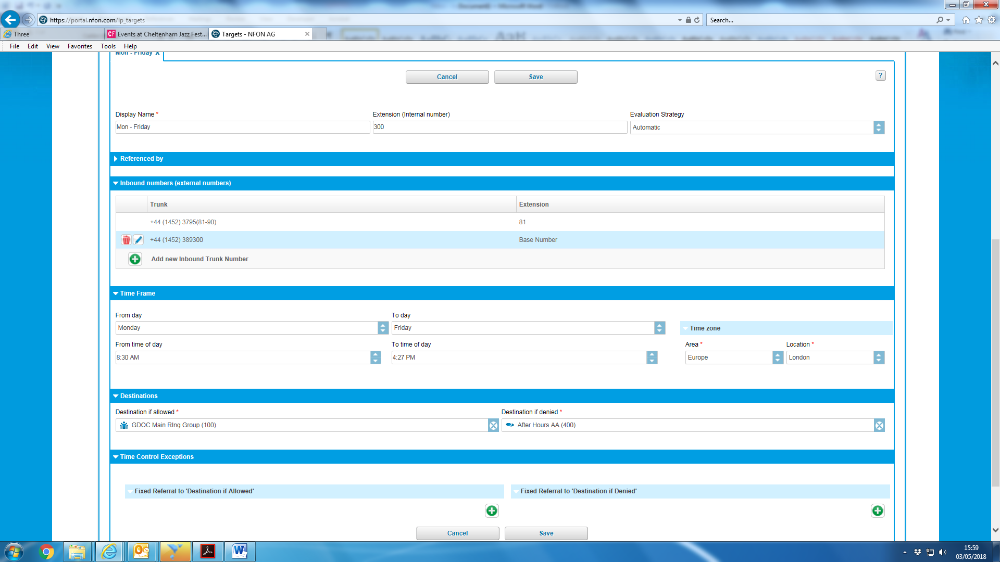 https://portal.nfon.com/lp_targets
Search...
Three
CF Events at Cheltenham Jazz Fest...
Targets - NFON AG
File Edit View Favorites Tools Help
Mon - Friday X
Cancel Save ?
Display Name * Extension (Internal number) Evaluation Strategy
Mon - Friday 300 Automatic
Referenced by
Inbound numbers (external numbers)
Trunk Extension
+44 (1452) 3795(81-90) 81
+44 (1452) 389300 Base Number
Add new Inbound Trunk Number
Time Frame
From day To day
Monday Friday Time zone
From time of day To time of day Area * Location *
8:30 AM 4:27 PM Europe London
Destinations
Destination if allowed * Destination if denied *
GDOC Main RIng Group (100) After Hours AA (400)
Time Control Exceptions
Fixed Referral to 'Destination if Allowed' Fixed Referral to 'Destination if Denied'
Cancel Save
15:59
03/05/2018